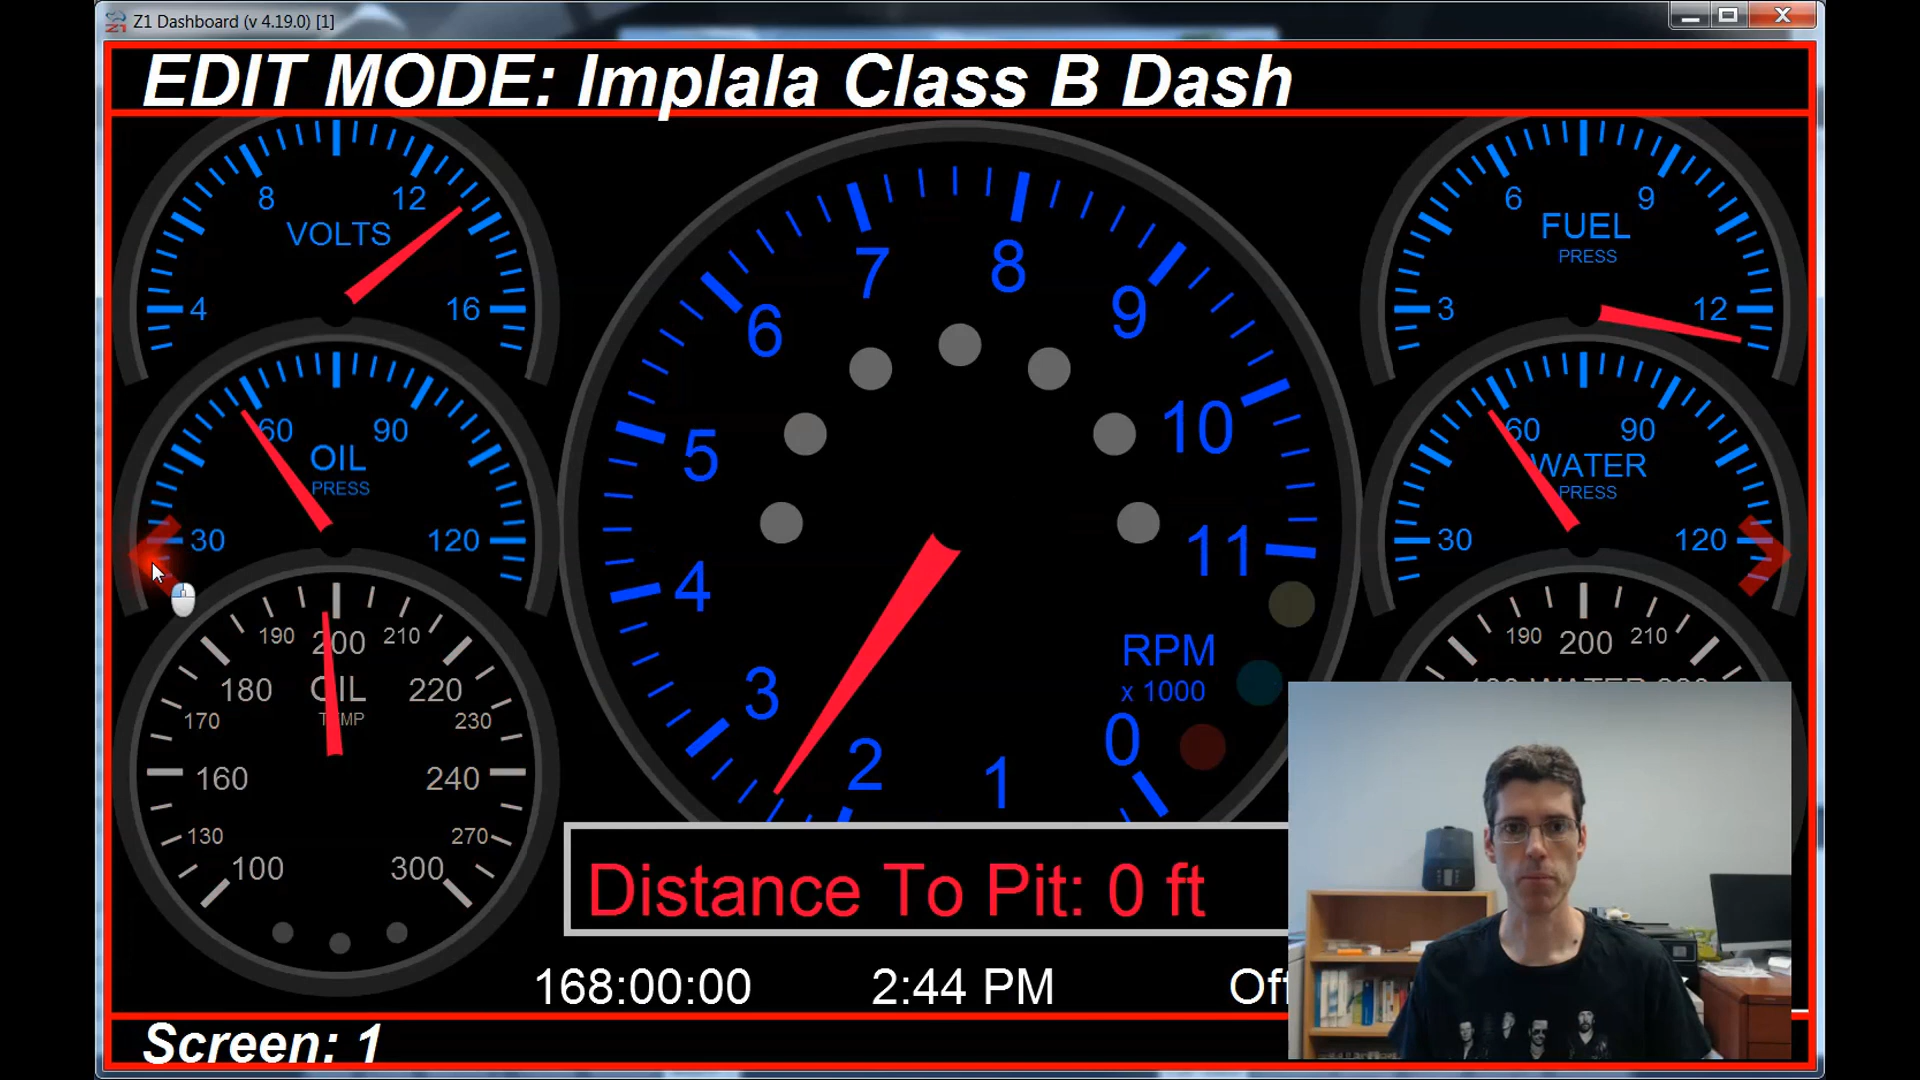 Z1 Dashboard (v 4.19.0) [1]
EDIT MODE: Implala Class B Dash
8 12
VOLTS
4 16
60 90
OIL
PRESS
30 120
190 200 210
180 OIL 220
170 TEMP 230
160 240
130 270
100 300
7 8
6 9
5 10
4 11
RPM
x 1000
3 0
2 1
6 9
FUEL
PRESS
3 12
60 90
WATER
PRESS
30 120
190 200 210
Distance To Pit: 0 ft
168:00:00 2:44 PM
Screen: 1